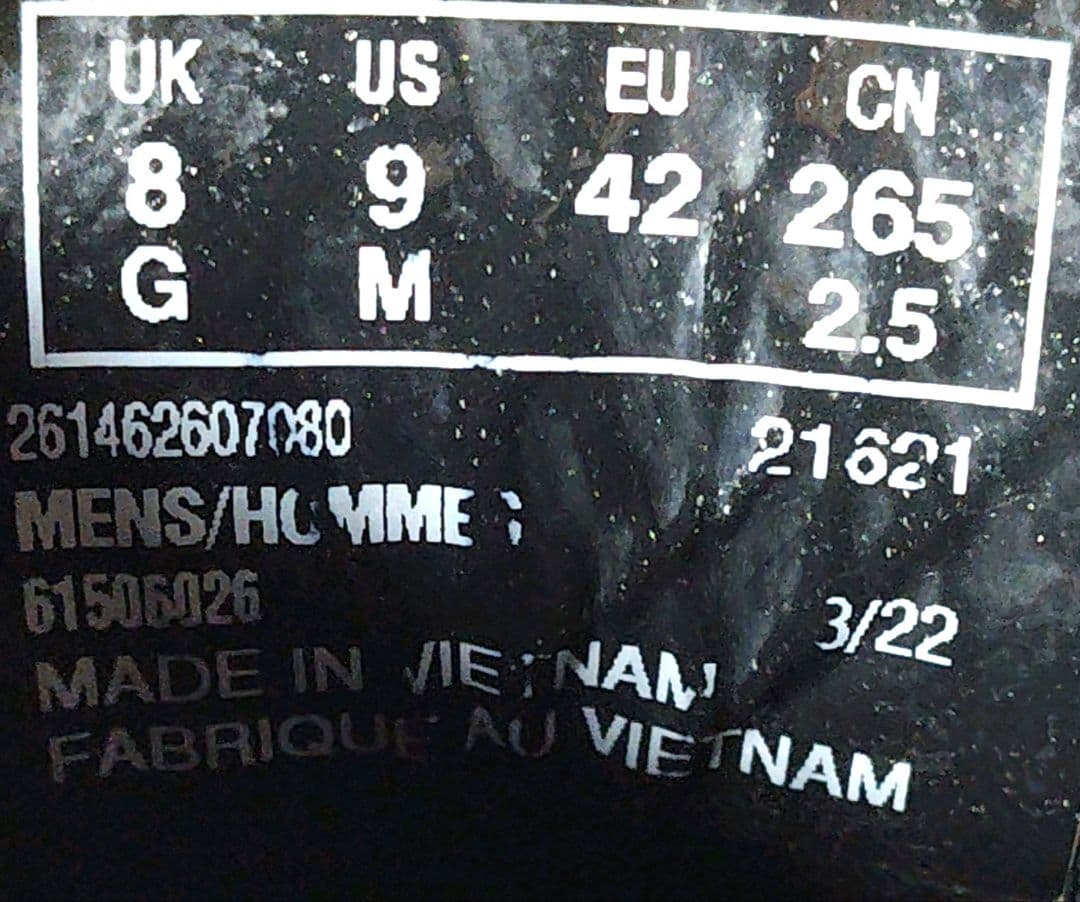 UK US EU CN
8 9 42 265
G M 2.5
261462607080 21621
MENS/HOMMES
61506026 3/22
MADE IN VIETNAM
FABRIQUE AU VIETNAM